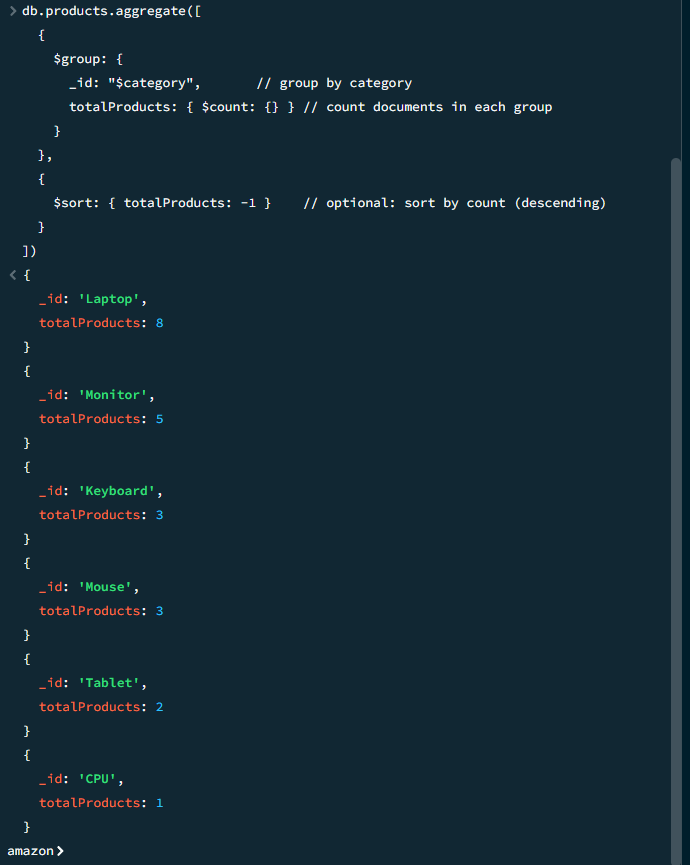 > db.products.aggregate([
{
$group: {
_id: "$category",       // group by category
totalProducts: { $count: {} } // count documents in each group
}
},
{
$sort: { totalProducts: -1 }    // optional: sort by count (descending)
}
])
< {
_id: 'Laptop',
totalProducts: 8
}
{
_id: 'Monitor',
totalProducts: 5
}
{
_id: 'Keyboard',
totalProducts: 3
}
{
_id: 'Mouse',
totalProducts: 3
}
{
_id: 'Tablet',
totalProducts: 2
}
{
_id: 'CPU',
totalProducts: 1
}
amazon>